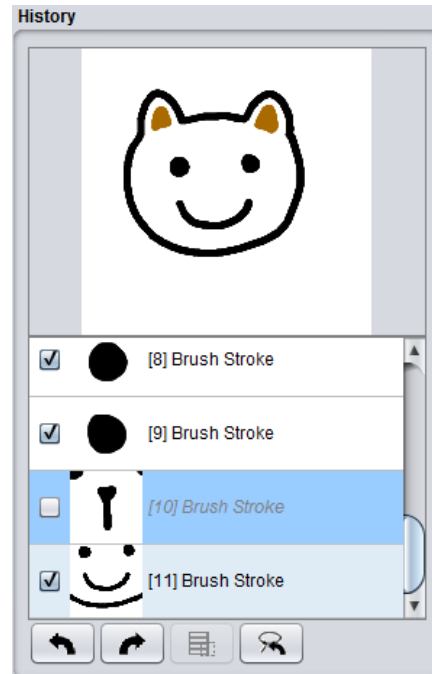 History
[8] Brush Stroke
[9] Brush Stroke
[10] Brush Stroke
[11] Brush Stroke